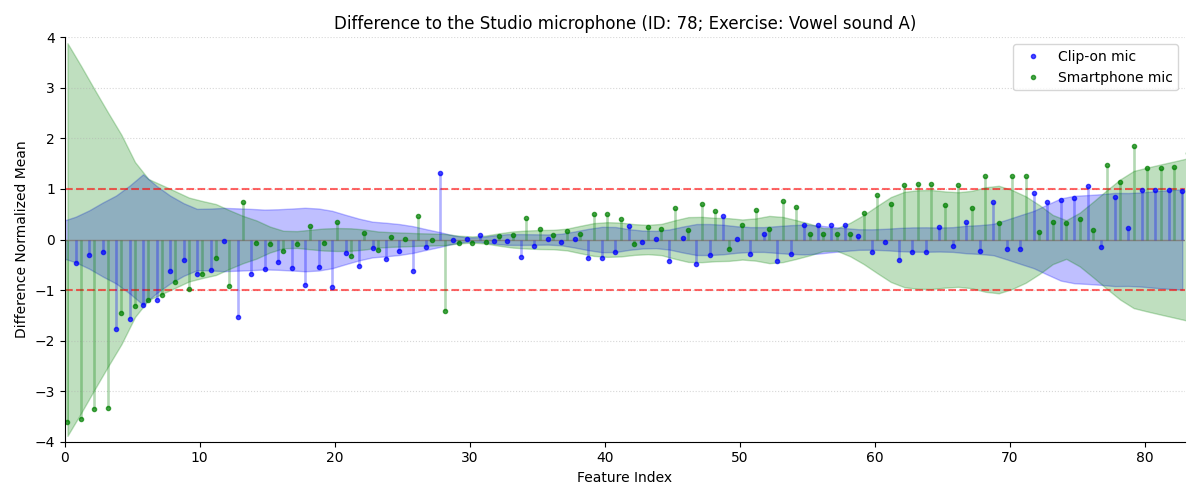 Difference to the Studio microphone (ID: 78; Exercise: Vowel sound A)
Clip-on mic
Smartphone mic
Difference Normalized Mean
4
3
2
1
0
−1
−2
−3
−4
0 10 20 30 40 50 60 70 80
Feature Index